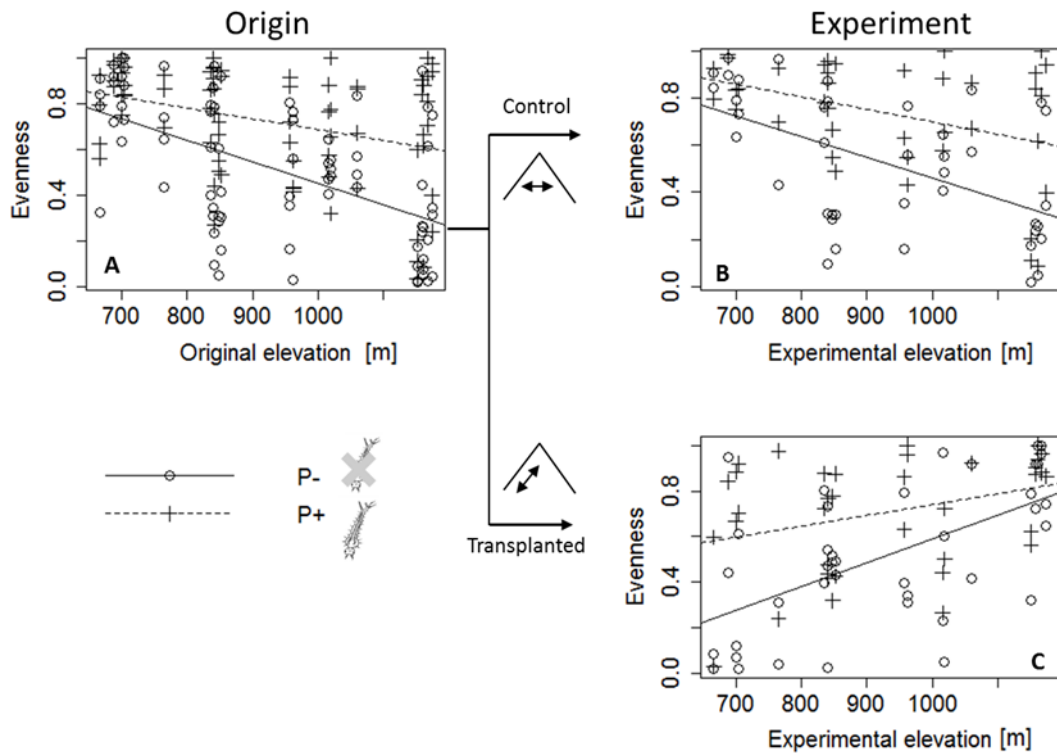 Origin
Experiment
Evenness
0.0
0.4
0.8
A
700
800
900
1000
Original elevation [m]
Control
Evenness
0.0
0.4
0.8
B
700
800
900
1000
Experimental elevation [m]
P-
P+
Transplanted
Evenness
0.0
0.4
0.8
C
700
800
900
1000
Experimental elevation [m]